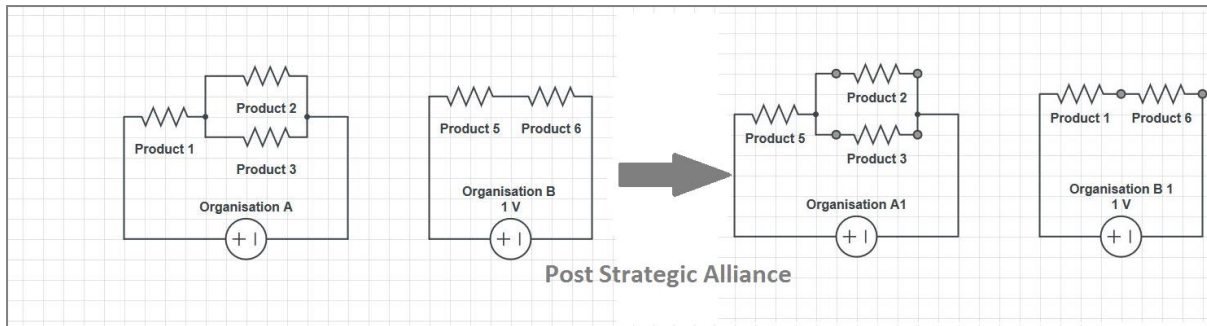 Product 2
Product 1
Product 3
Organisation A
Product 5
Product 6
Organisation B
1 V
Post Strategic Alliance
Product 2
Product 5
Product 3
Organisation A1
Product 1
Product 6
Organisation B 1
1 V